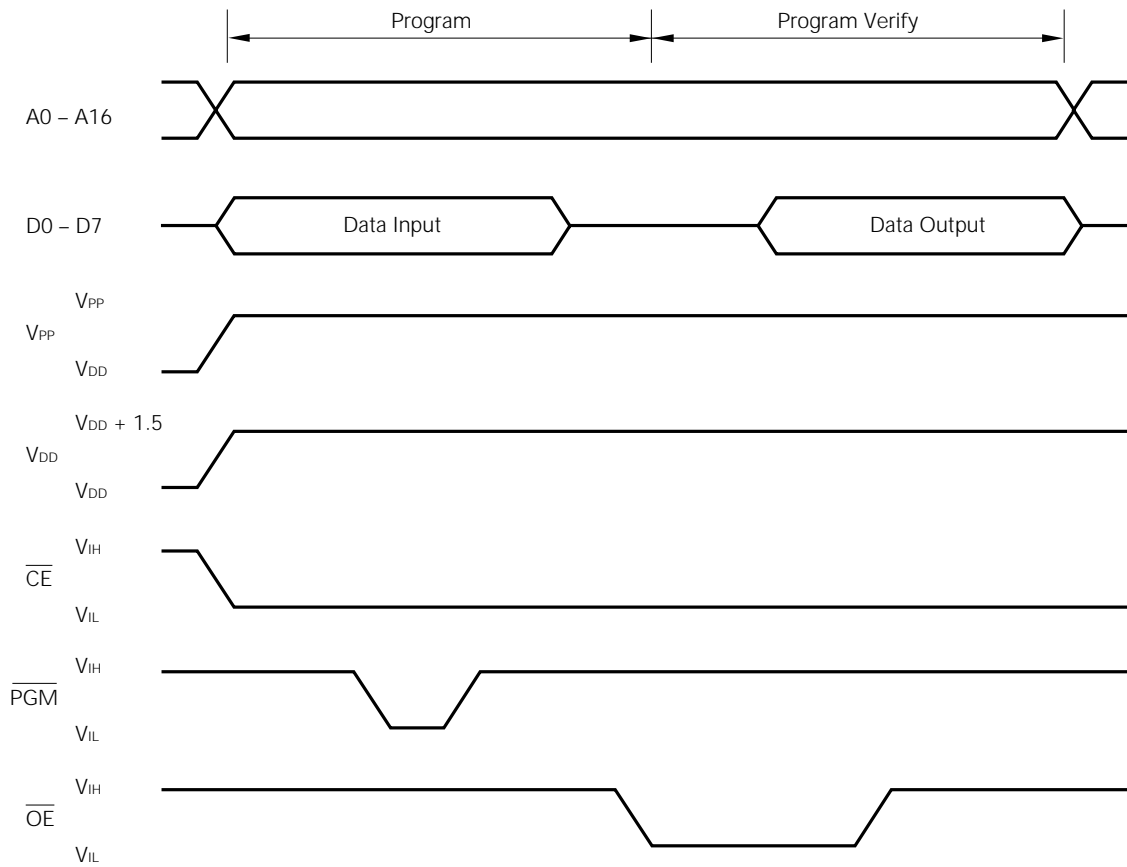 Program
Program Verify
A0 – A16
D0 – D7
Data Input
Data Output
VPP
VPP
VDD
VDD + 1.5
VDD
VDD
VIH
CE
VIL
VIH
PGM
VIL
VIH
OE
VIL